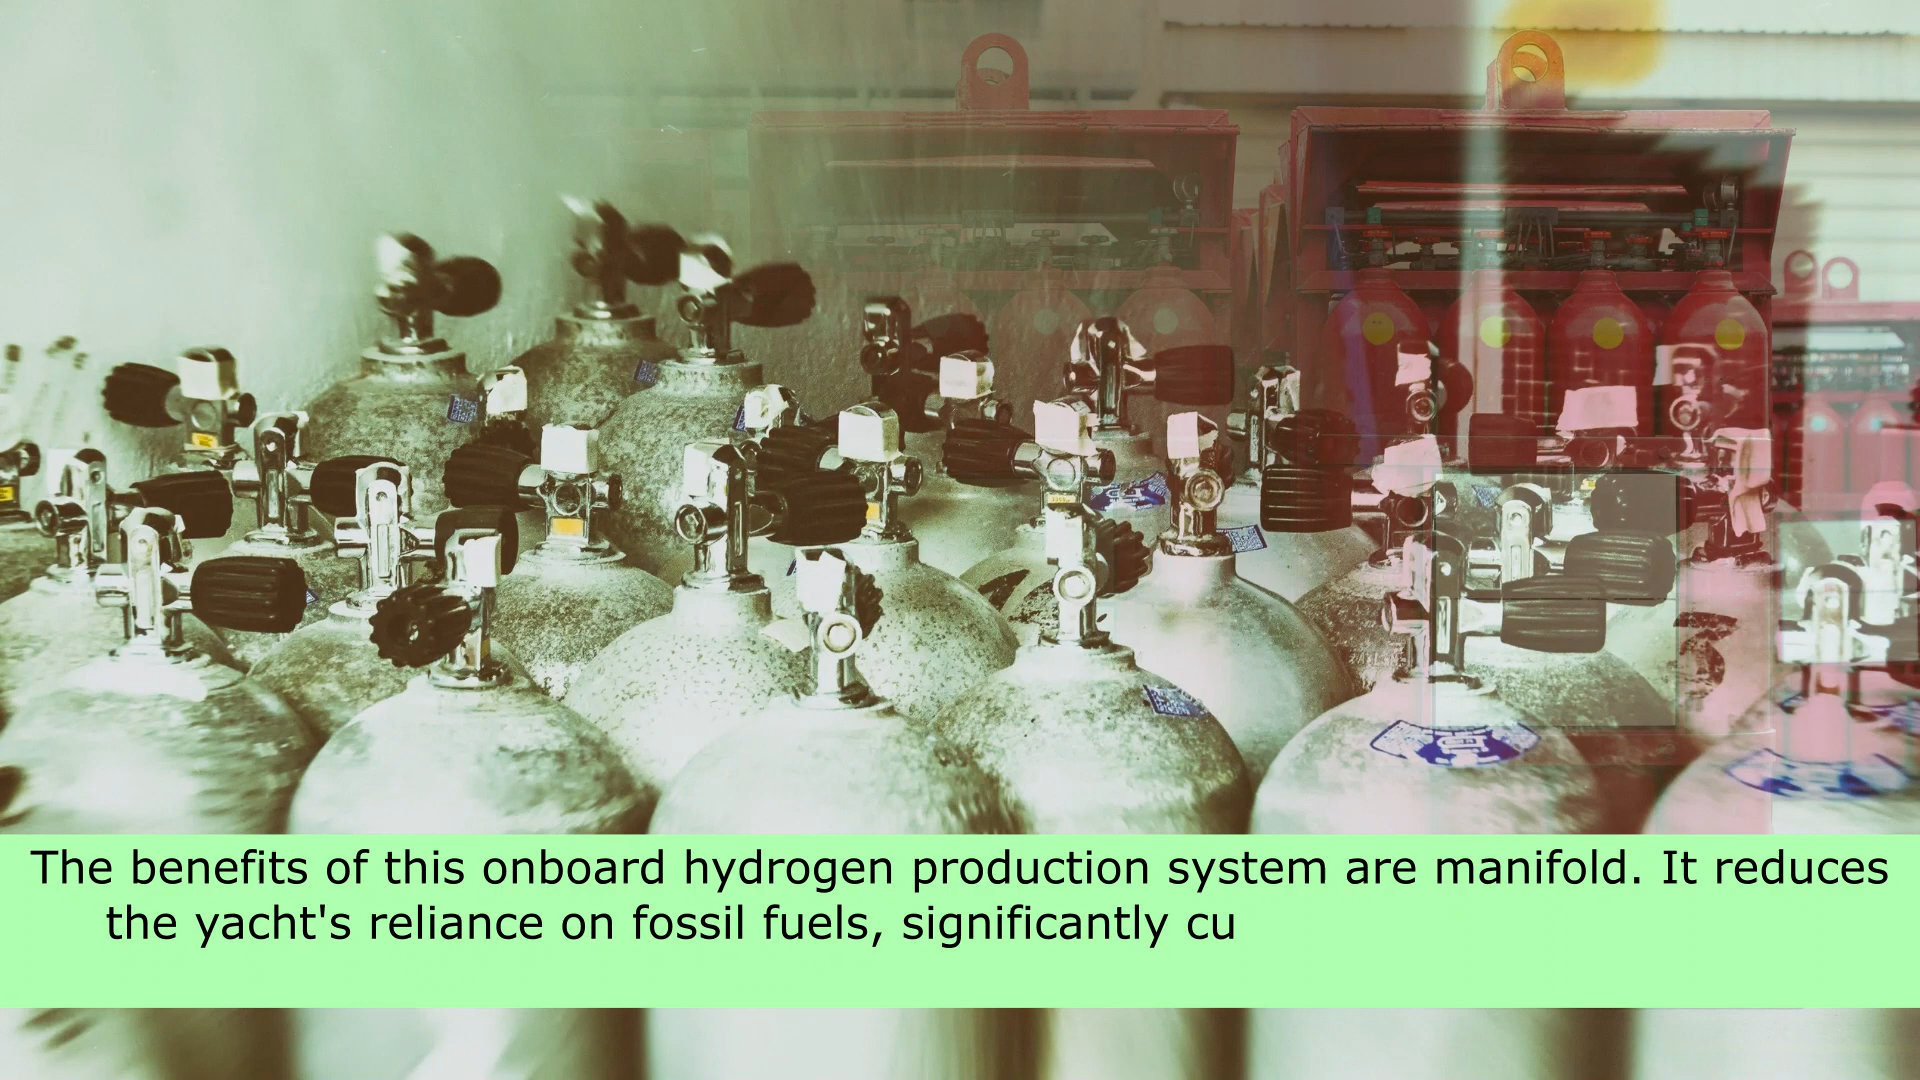 The benefits of this onboard hydrogen production system are manifold. It reduces
the yacht's reliance on fossil fuels, significantly cu